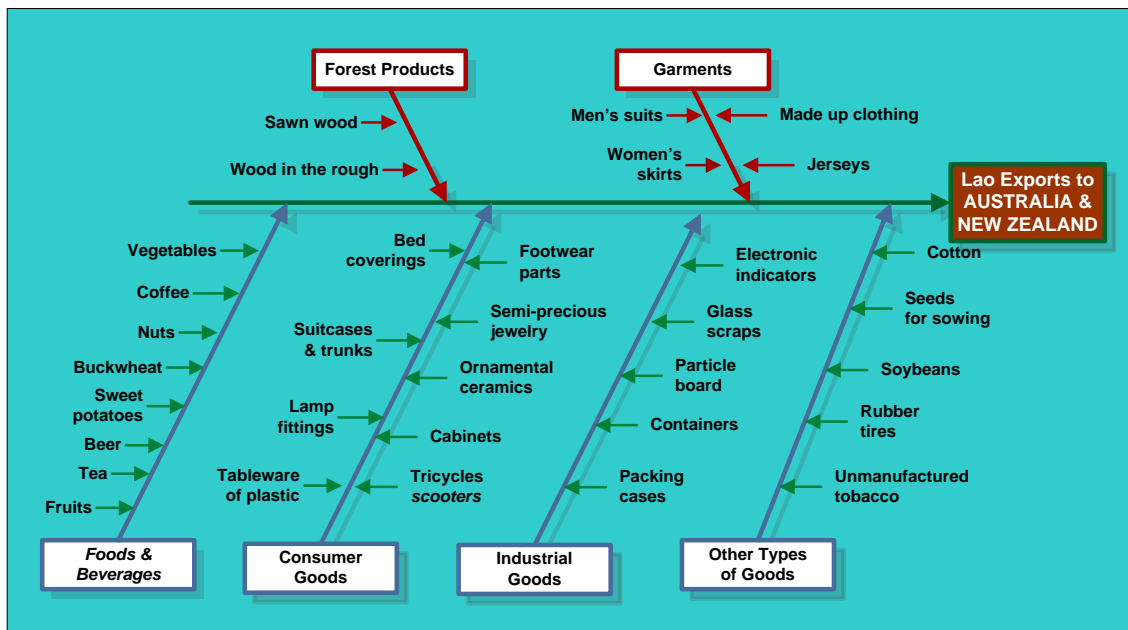 Forest Products
Garments
Sawn wood
Wood in the rough
Men’s suits
Made up clothing
Women’s
skirts
Jerseys
Lao Exports to
AUSTRALIA &
NEW ZEALAND
Vegetables
Coffee
Nuts
Buckwheat
Sweet
potatoes
Beer
Tea
Fruits
Foods &
Beverages
Bed
coverings
Footwear
parts
Semi-precious
jewelry
Suitcases
& trunks
Ornamental
ceramics
Lamp
fittings
Cabinets
Tableware
of plastic
Tricycles
scooters
Consumer
Goods
Electronic
indicators
Glass
scraps
Particle
board
Containers
Packing
cases
Industrial
Goods
Cotton
Seeds
for sowing
Soybeans
Rubber
tires
Unmanufactured
tobacco
Other Types
of Goods